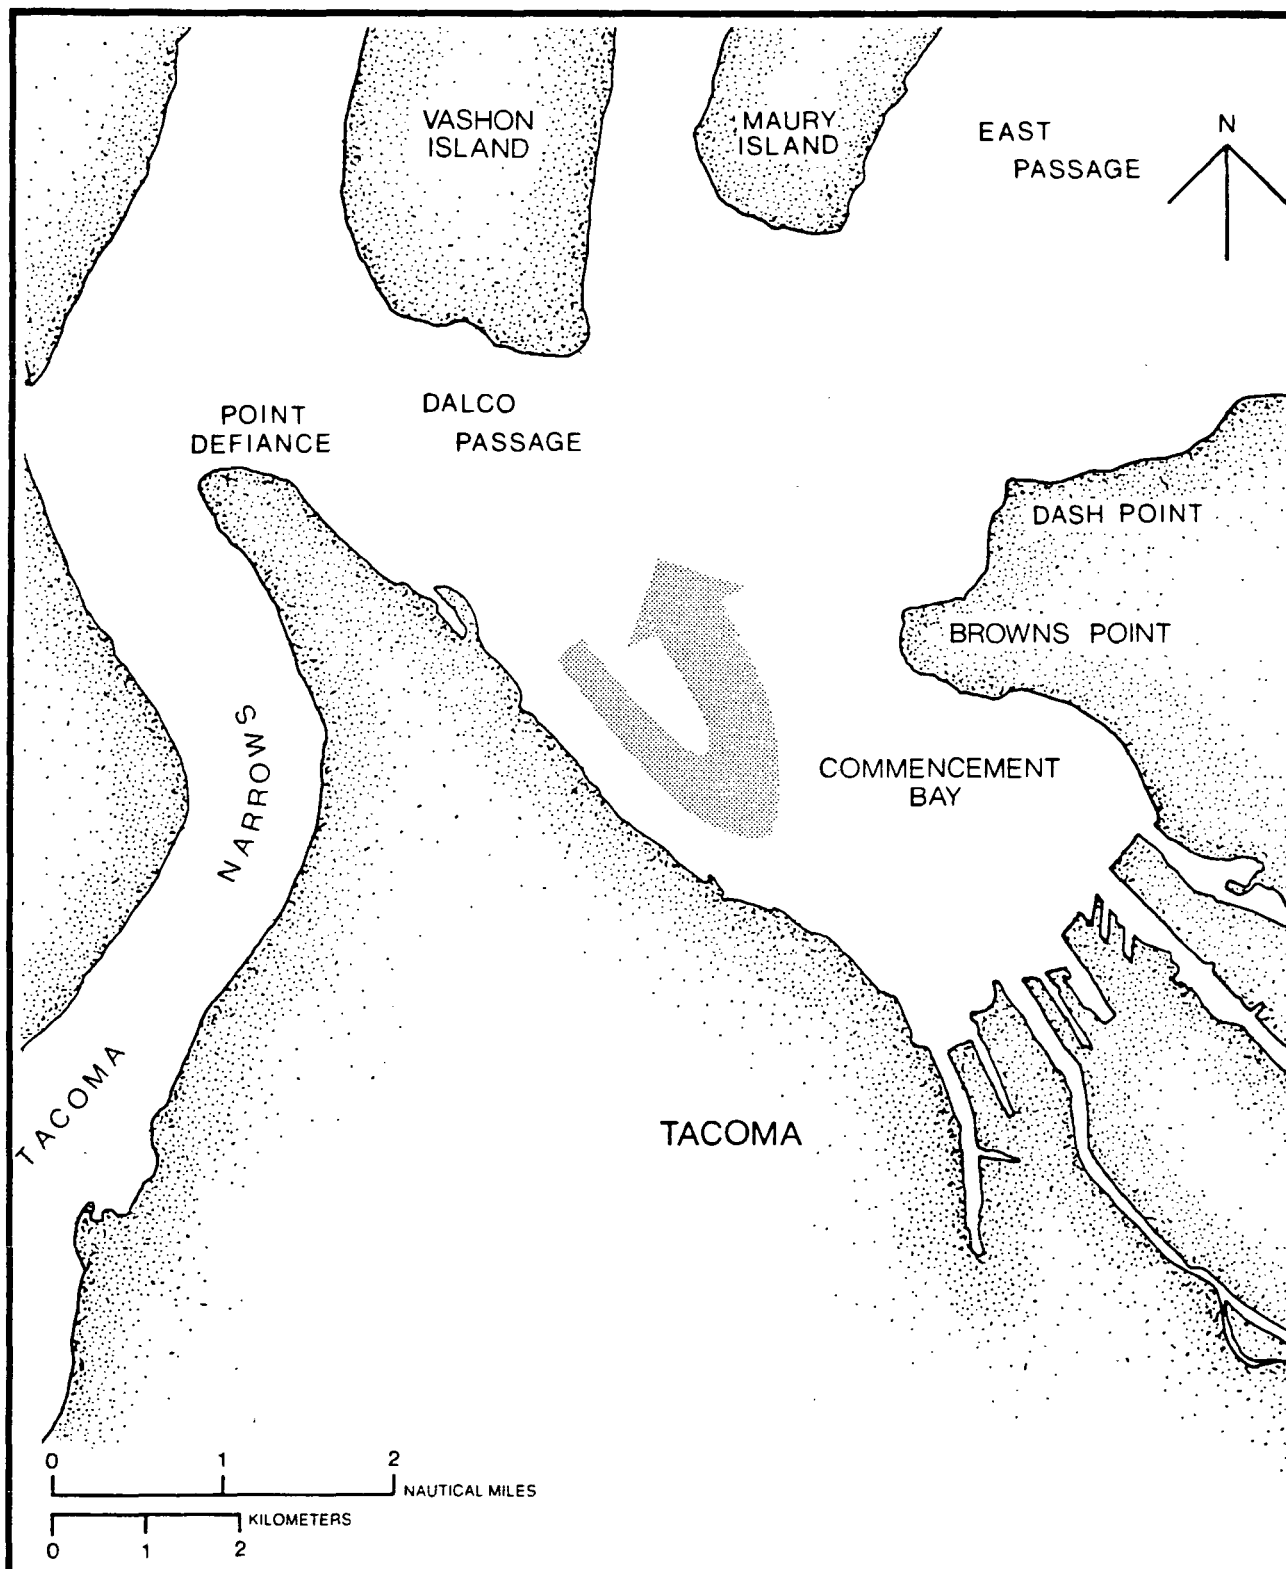 VASHON
ISLAND
MAURY
ISLAND
EAST
PASSAGE
N
POINT
DEFIANCE
DALCO
PASSAGE
DASH POINT
BROWNS POINT
COMMENCEMENT
BAY
TACOMA NARROWS
TACOMA
0 1 2
NAUTICAL MILES
KILOMETERS
0 1 2